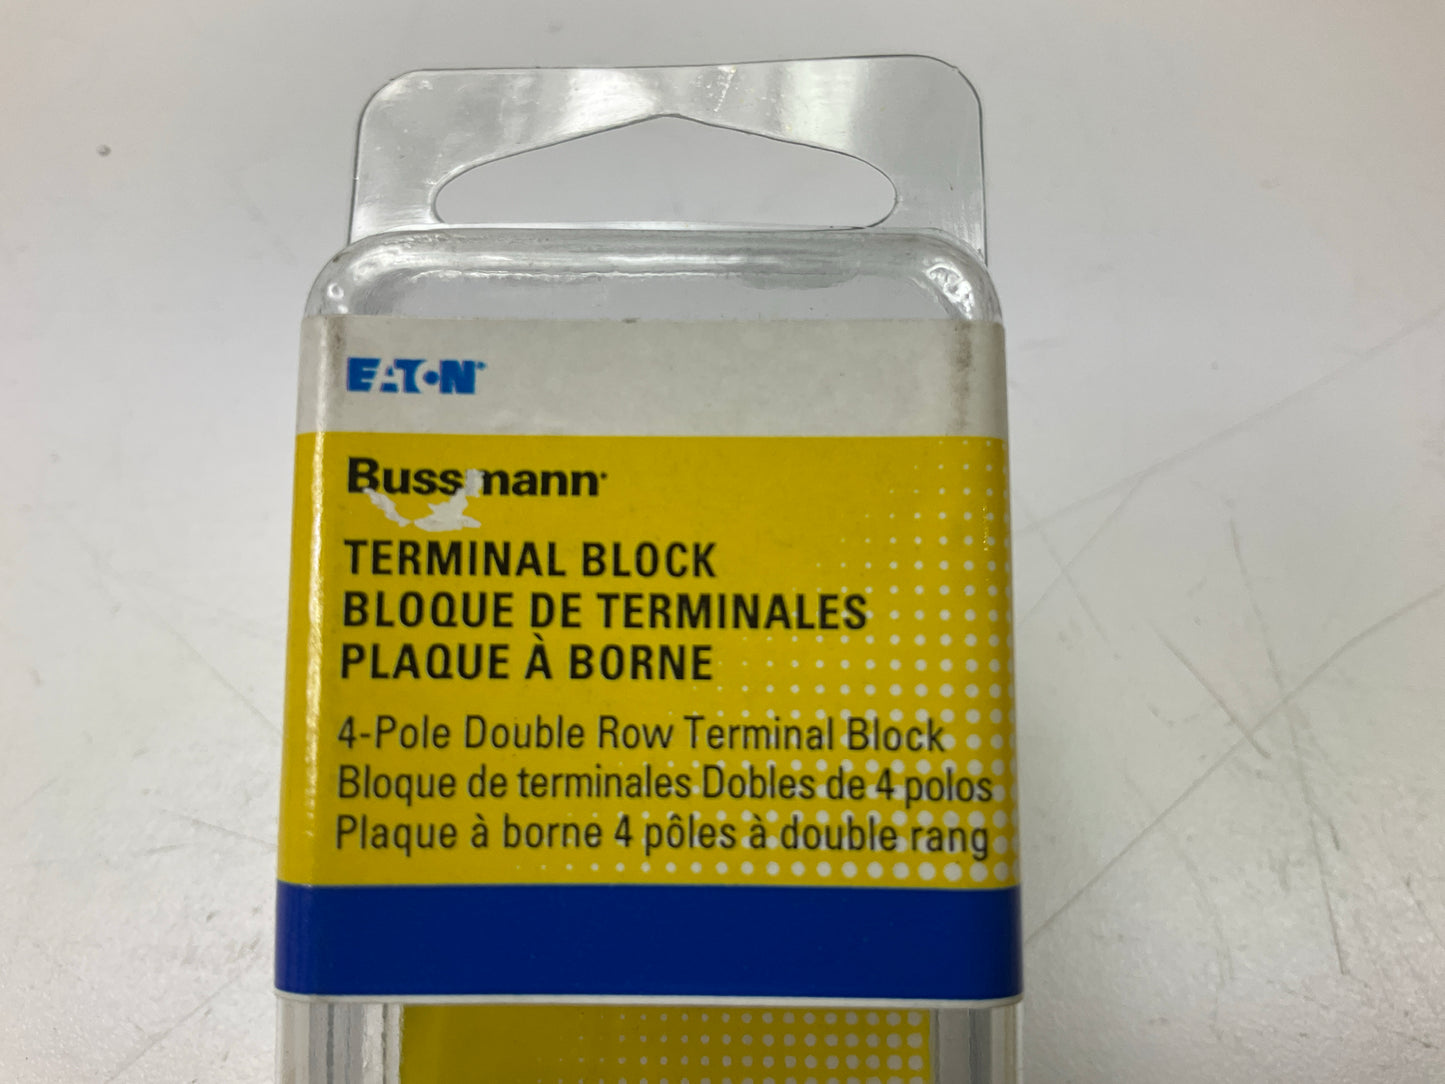 EATON
Bussmann
TERMINAL BLOCK
BLOQUE DE TERMINALES
PLAQUE À BORNE
4-Pole Double Row Terminal Block
Bloque de terminales Dobles de 4 polos
Plaque à borne 4 pôles à double rang